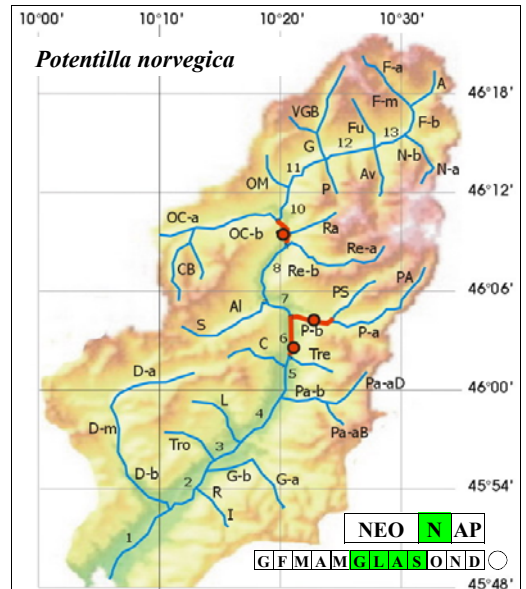 10°00' 10°10' 10°20' 10°30'
Potentilla norvegica
F-a
A
46°18'
F-m
VGB
Fu
F-b
13
G
12
N-b
11
N-a
OM
P
Av
46°12'
10
OC-a
Ra
OC-b
Re-a
8
Re-b
CB
PA
46°06'
PS
7
Al
S
P-b
P-a
6
C
Tre
D-a
5
46°00'
Pa-aD
Pa-b
L
D-m
4
Pa-aB
Tro
3
D-b
G-b
G-a
2
R
45°54'
I
1
NEO N AP
G F M A M G L A S O N D
45°48'